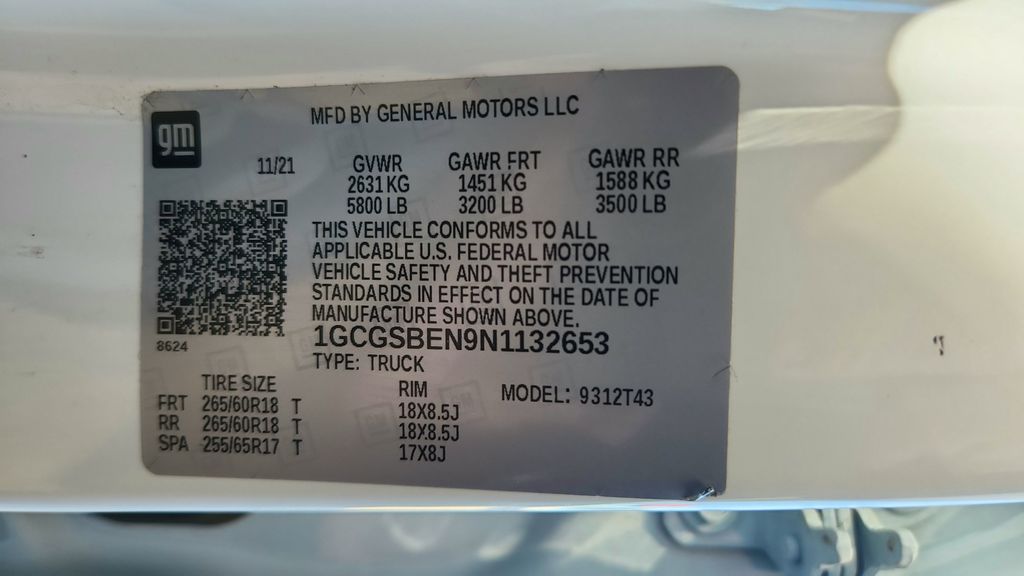 MFD BY GENERAL MOTORS LLC
gm
11/21
GVWR GAWR FRT GAWR RR
2631 KG 1451 KG 1588 KG
5800 LB 3200 LB 3500 LB
THIS VEHICLE CONFORMS TO ALL
APPLICABLE U.S. FEDERAL MOTOR
VEHICLE SAFETY AND THEFT PREVENTION
STANDARDS IN EFFECT ON THE DATE OF
MANUFACTURE SHOWN ABOVE.
8624
1GCGSBEN9N1132653
TYPE: TRUCK
TIRE SIZE RIM MODEL: 9312T43
FRT 265/60R18 T 18X8.5J
RR 265/60R18 T 18X8.5J
SPA 255/65R17 T 17X8J